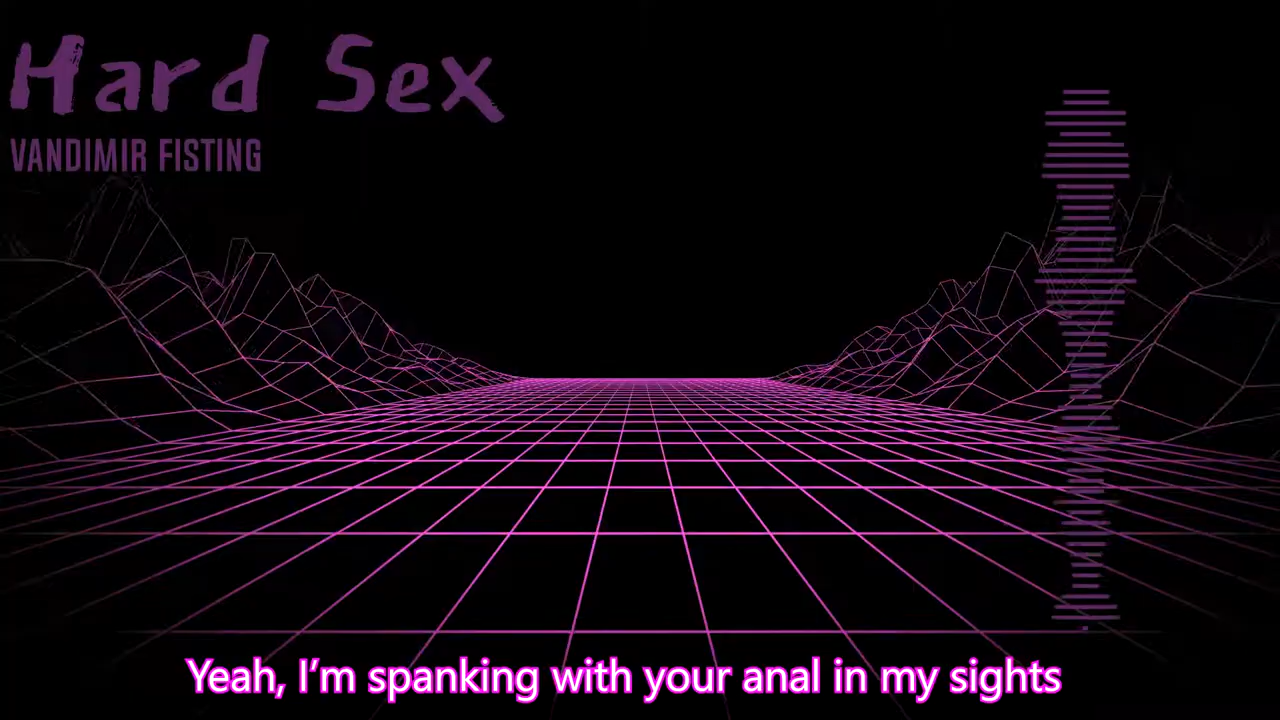 Hard Sex
VANDIMIR FISTING
Yeah, I’m spanking with your anal in my sights